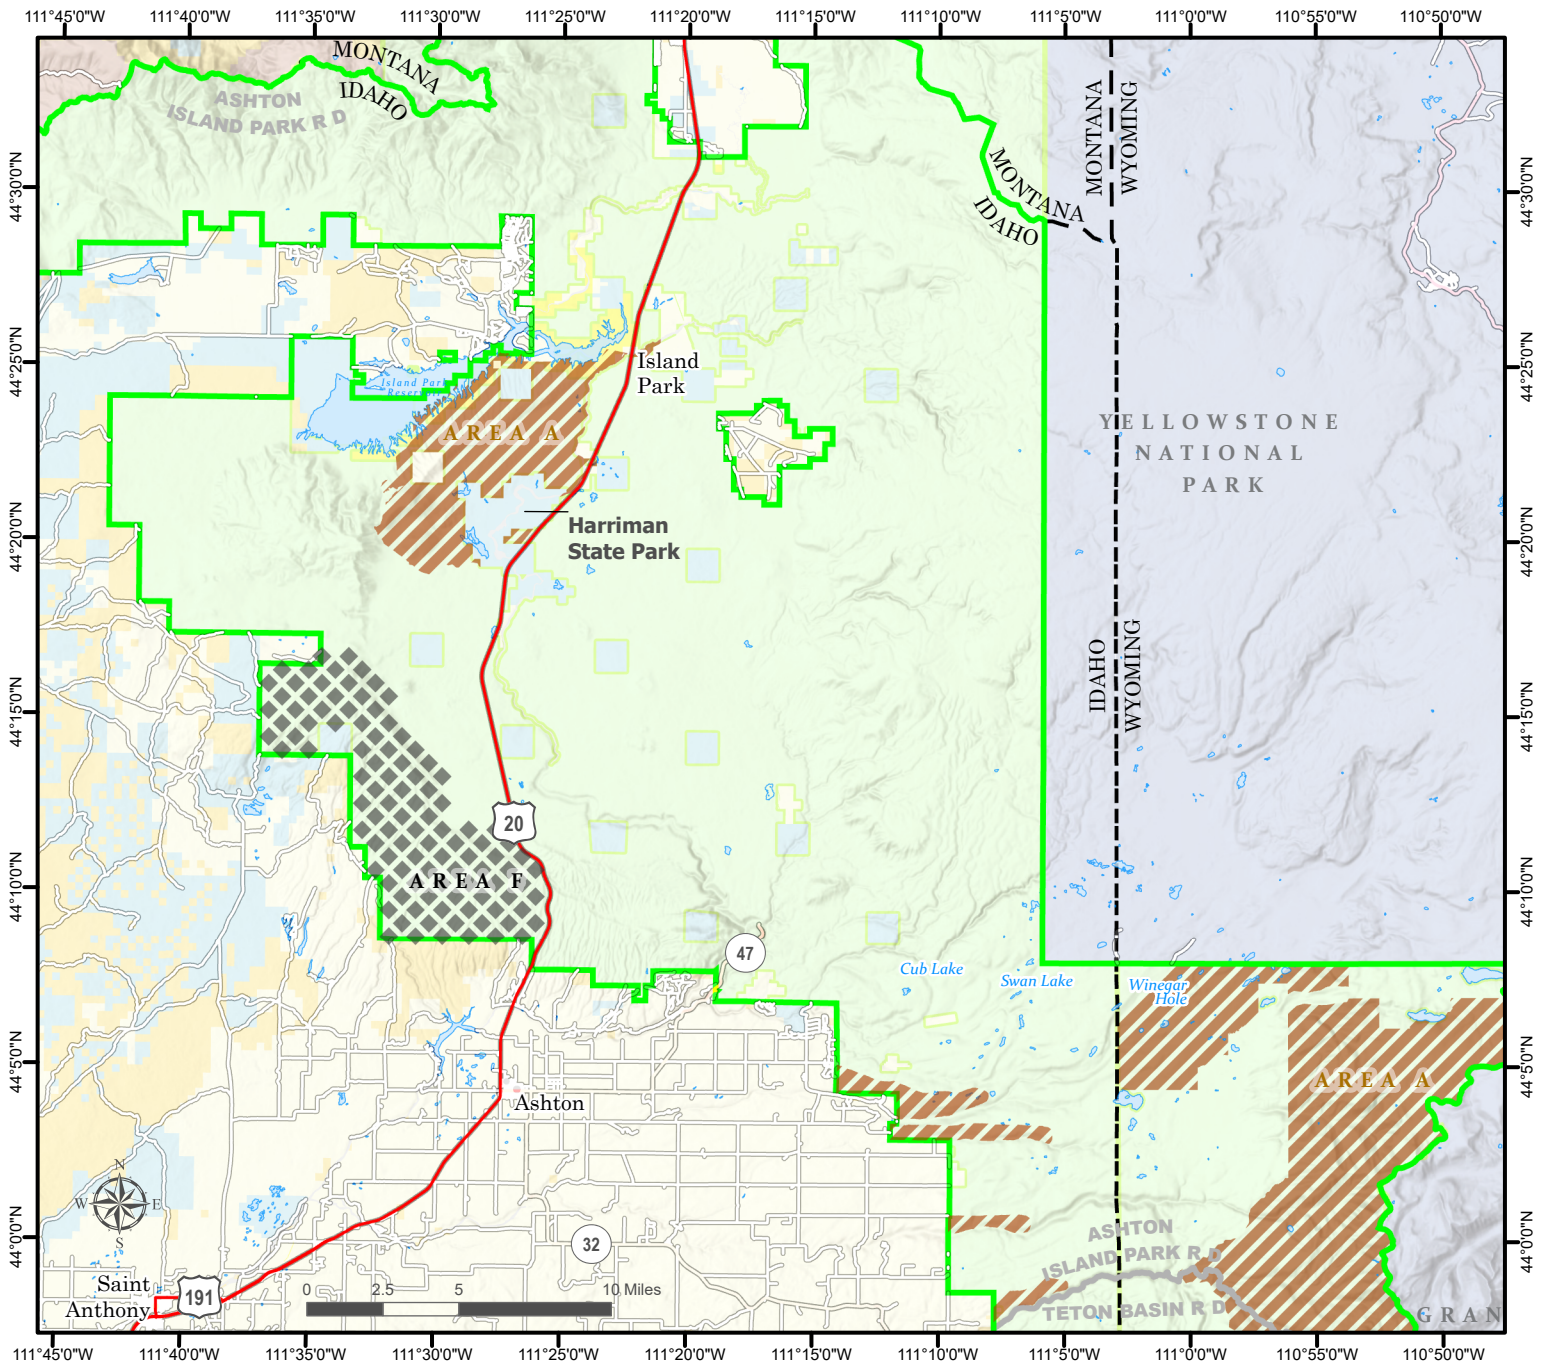 111°45'0"W 111°40'0"W 111°35'0"W 111°30'0"W 111°25'0"W 111°20'0"W 111°15'0"W 111°10'0"W 111°5'0"W 111°0'0"W 110°55'0"W 110°50'0"W
MONTANA
IDAHO
ASHTON
ISLAND PARK R D
MONTANA
WYOMING
44°30'0"N
44°30'0"N
MONTANA
IDAHO
44°25'0"N
44°25'0"N
Island Park
Island
Park
AREA A
YELLOWSTONE
NATIONAL
PARK
44°20'0"N
44°20'0"N
Harriman
State Park
IDAHO
WYOMING
44°15'0"N
44°15'0"N
20
AREA F
44°10'0"N
44°10'0"N
47
Cub Lake
Swan Lake
Winegar
Hole
44°5'0"N
44°5'0"N
AREA A
Ashton
N
W E
S
44°0'0"N
44°0'0"N
32
ASHTON
ISLAND PARK R D
TETON BASIN R D
Saint
Anthony
191
0 2.5 5 10 Miles
GRAN
111°45'0"W 111°40'0"W 111°35'0"W 111°30'0"W 111°25'0"W 111°20'0"W 111°15'0"W 111°10'0"W 111°5'0"W 111°0'0"W 110°55'0"W 110°50'0"W